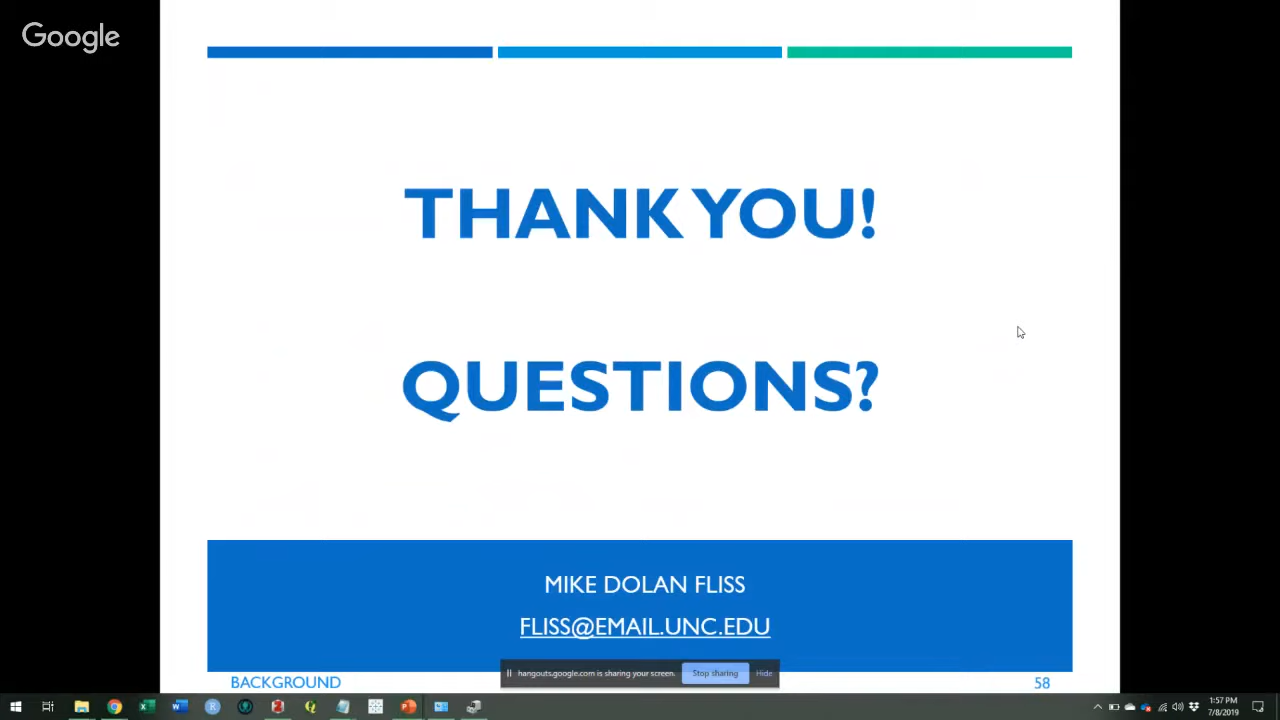 Google
THANK YOU!
QUESTIONS?
MIKE DOLAN FLISS
FLISS@EMAIL.UNC.EDU
hangouts.google.com is sharing your screen. Stop sharing Hide
BACKGROUND 58
1:57 PM
7/8/2019